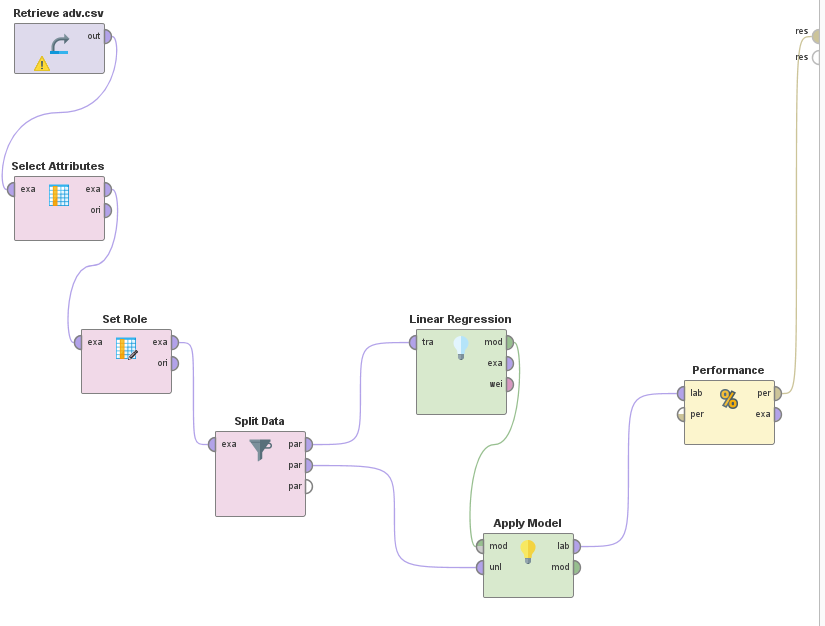 Retrieve adv.csv
out
res
res
Select Attributes
exa exa
ori
Set Role
exa exa
ori
Linear Regression
tra mod
exa
wei
Performance
lab per
per exa
Split Data
exa par
par
par
Apply Model
mod lab
unl mod